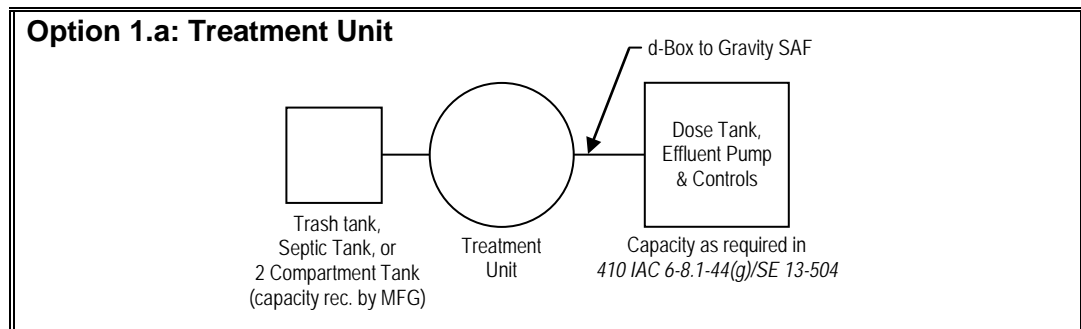 Option 1.a: Treatment Unit
d-Box to Gravity SAF
Dose Tank,
Effluent Pump
& Controls
Trash tank,
Septic Tank, or
2 Compartment Tank
(capacity rec. by MFG)
Treatment
Unit
Capacity as required in
410 IAC 6-8.1-44(g)/SE 13-504